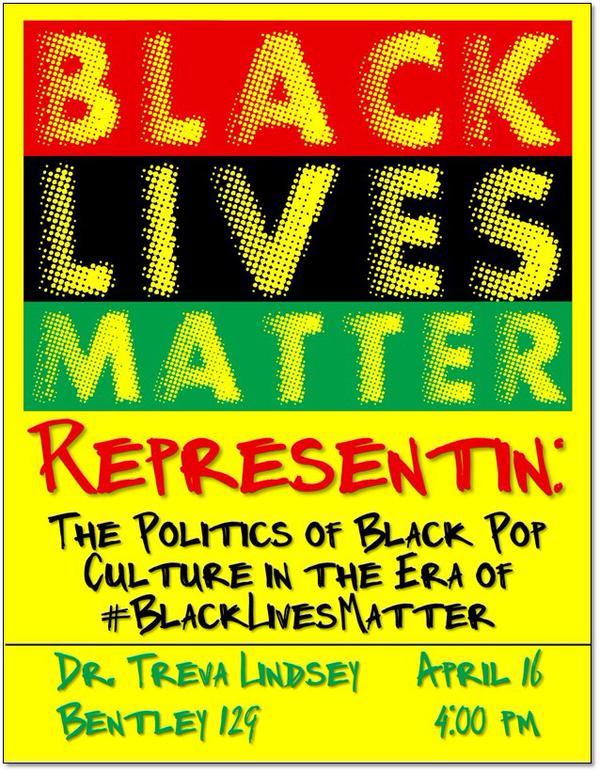 BLACK
LIVES
MATTER
REPRESENTIN:
THE POLITICS OF BLACK POP
CULTURE IN THE ERA OF
#BLACKLIVESMATTER
DR. TREVA LINDSEY APRIL 16
BENTLEY 129 4:00 PM